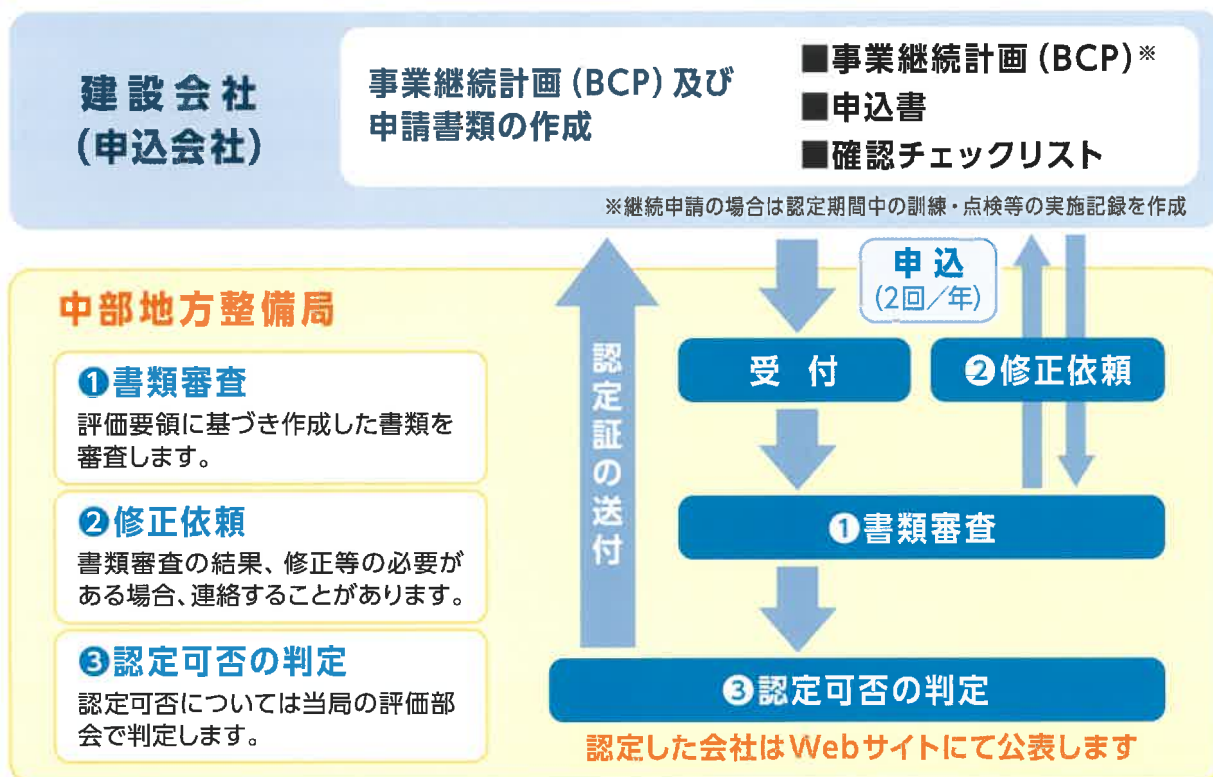 建設会社
(申込会社)
事業継続計画(BCP)及び
申請書類の作成
■事業継続計画(BCP)※
■申込書
■確認チェックリスト
※継続申請の場合は認定期間中の訓練・点検等の実施記録を作成
中部地方整備局
❶書類審査
評価要領に基づき作成した書類を
審査します。
❷修正依頼
書類審査の結果、修正等の必要が
ある場合、連絡することがあります。
❸認定可否の判定
認定可否については当局の評価部
会で判定します。
認定証の送付
申込
(2回/年)
受付
❷修正依頼
❶書類審査
❸認定可否の判定
認定した会社はWebサイトにて公表します